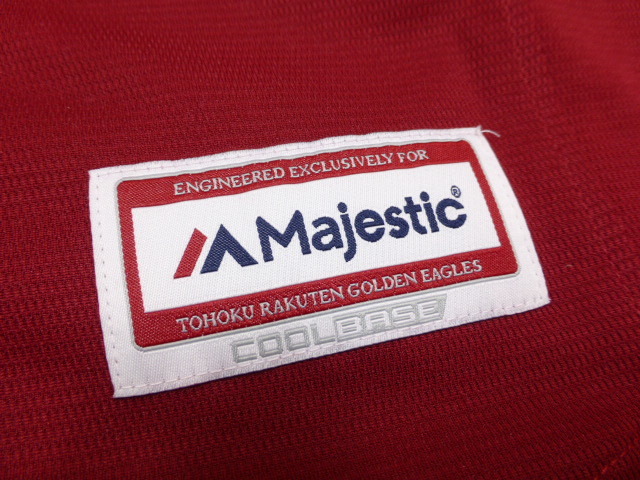 ENGINEERED EXCLUSIVELY FOR
Majestic®
TOHOKU RAKUTEN GOLDEN EAGLES
COOLBASE